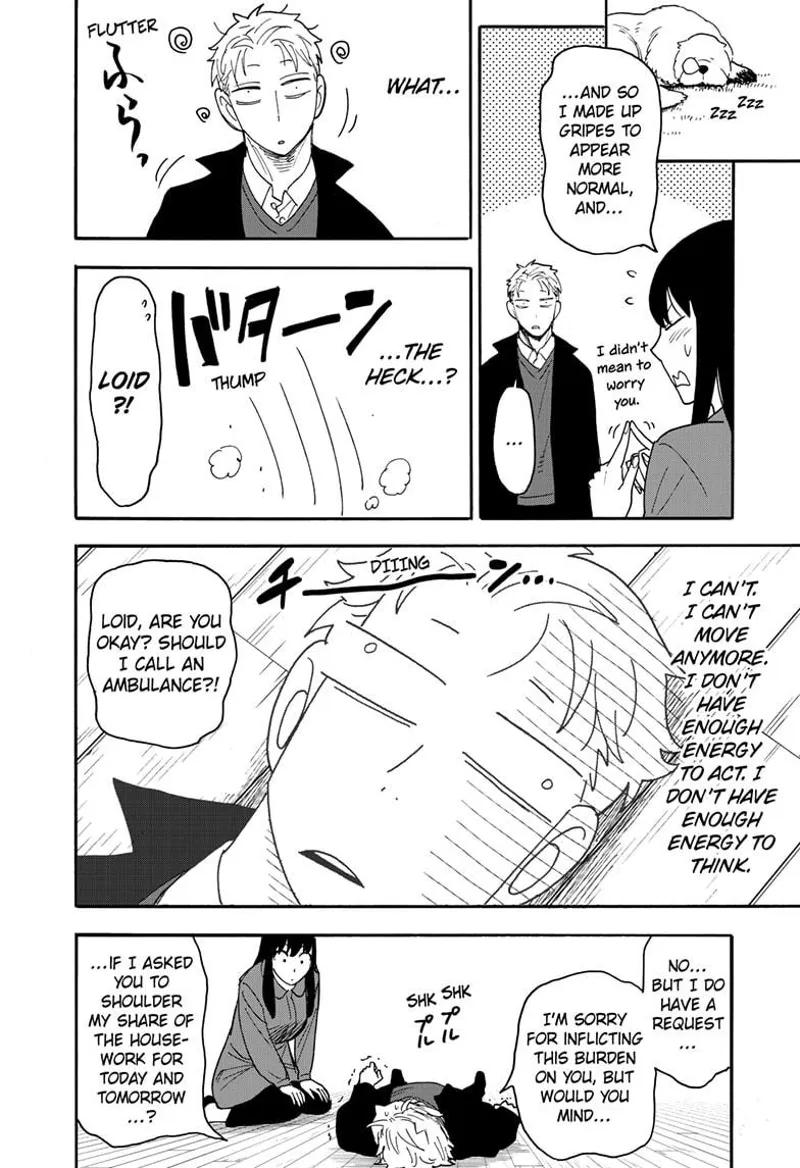 ZZZ
ZZZ
...AND SO
I MADE UP
GRIPES TO
APPEAR
MORE
NORMAL,
AND...
I didn't
mean to
worry
you.
...
FLUTTER
ふらっ
WHAT...
ドターン
THUMP
...THE
HECK...?
LOID
?!
チーン...
DIIING
I CAN'T.
I CAN'T
MOVE
ANYMORE.
I DON'T
HAVE
ENOUGH
ENERGY
TO ACT. I
DON'T HAVE
ENOUGH
ENERGY TO
THINK.
LOID, ARE YOU
OKAY? SHOULD
I CALL AN
AMBULANCE?!
NO...
BUT I DO
HAVE A
REQUEST
...
I'M SORRY
FOR INFLICTING
THIS BURDEN
ON YOU, BUT
WOULD YOU
MIND...
SHK SHK
プル
プル
...IF I ASKED
YOU TO
SHOULDER
MY SHARE OF
THE HOUSE-
WORK FOR
TODAY AND
TOMORROW
...?